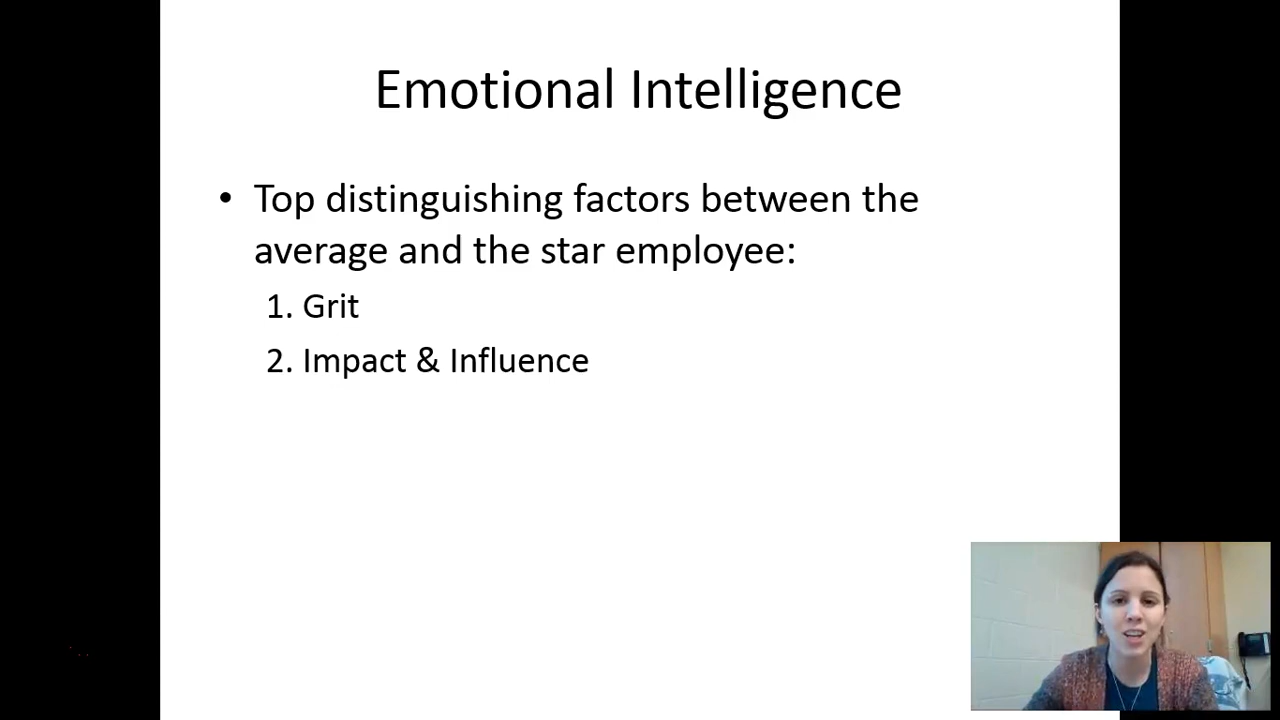 Emotional Intelligence
• Top distinguishing factors between the
average and the star employee:
1. Grit
2. Impact & Influence